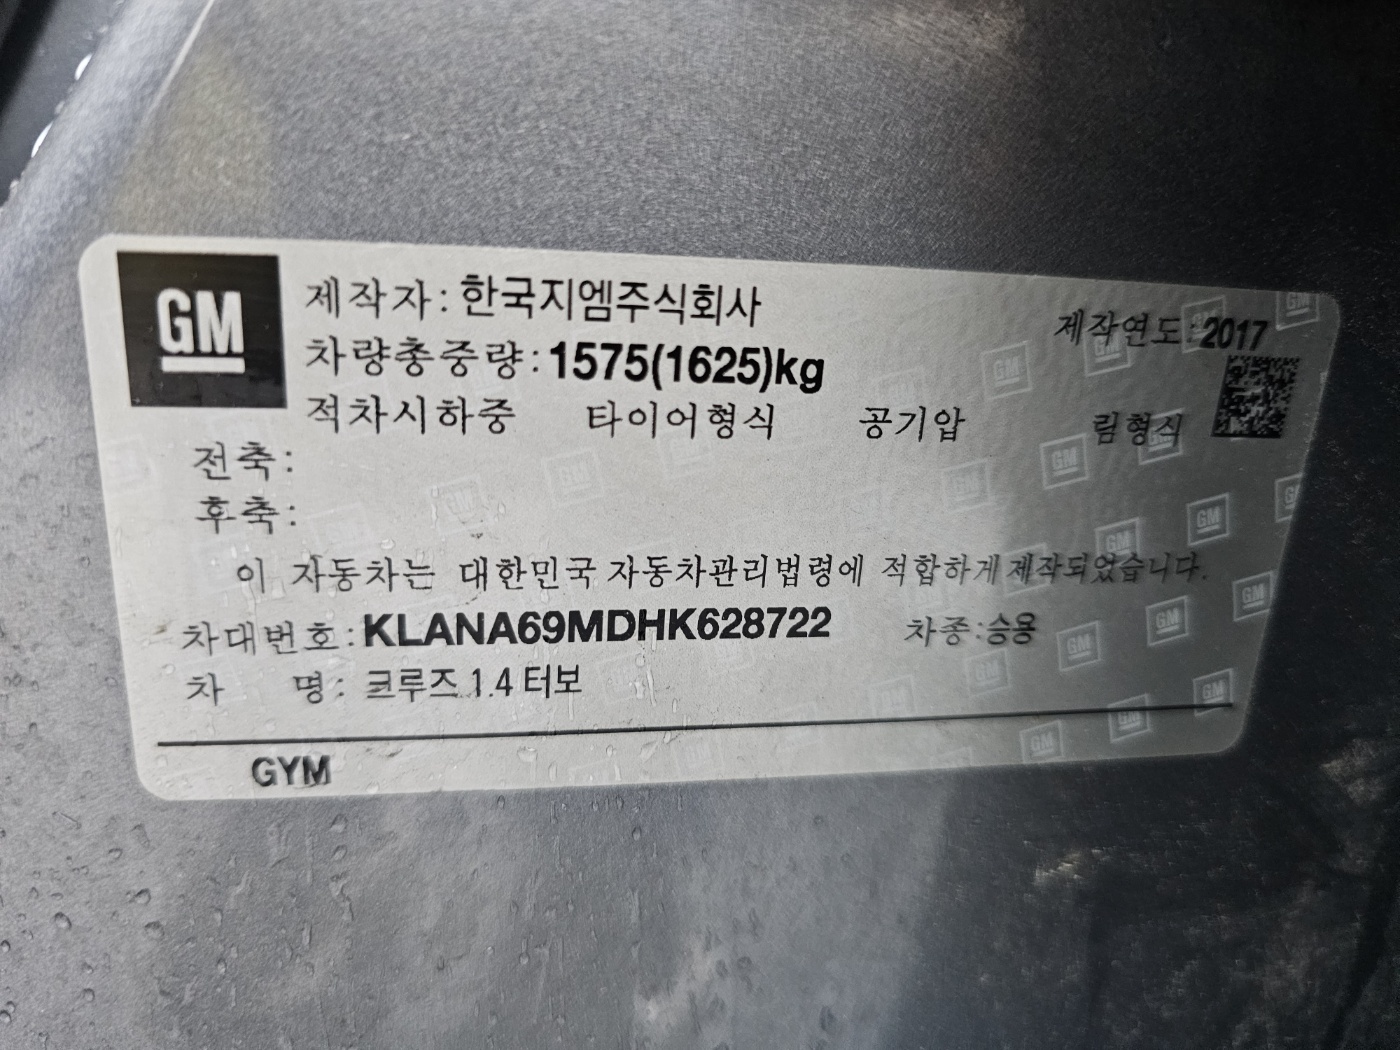 GM
제작자: 한국지엠주식회사
제작연도: 2017
차량총중량: 1575(1625)kg
적차시하중 타이어형식 공기압 림형식
전축:
후축:
이 자동차는 대한민국 자동차관리법령에 적합하게 제작되었습니다.
차대번호: KLANA69MDHK628722 차종:승용
차 명: 크루즈 1.4 터보
GYM